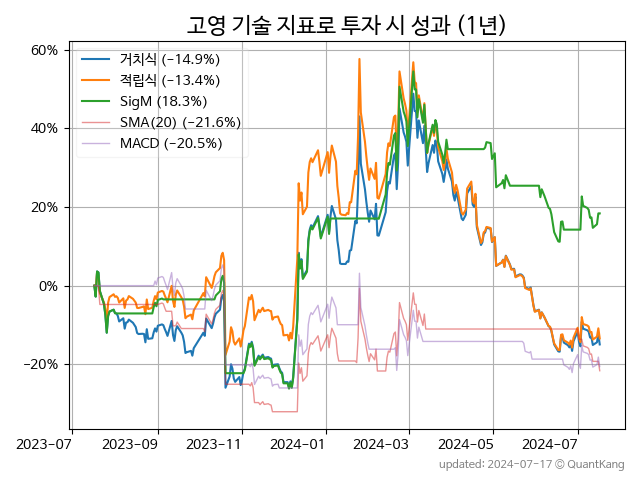 고영 기술 지표로 투자 시 성과 (1년)
60%
40%
20%
0%
−20%
거치식 (−14.9%)
적립식 (−13.4%)
SigM (18.3%)
SMA(20) (−21.6%)
MACD (−20.5%)
2023-07 2023-09 2023-11 2024-01 2024-03 2024-05 2024-07
updated: 2024-07-17 © QuantKang